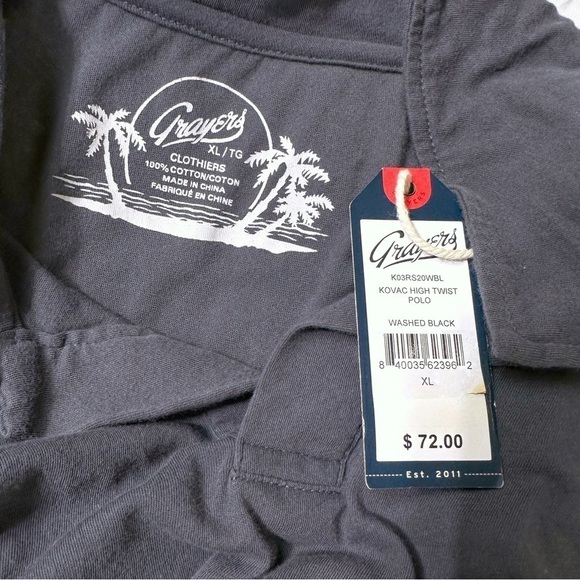 Grayers
XL / TG
CLOTHIERS
100% COTTON/COTON
MADE IN CHINA
FABRIQUÉ EN CHINE
Grayers
K03RS20WBL
KOVAC HIGH TWIST
POLO
WASHED BLACK
8 40035 62396 2
XL
$ 72.00
Est. 2011